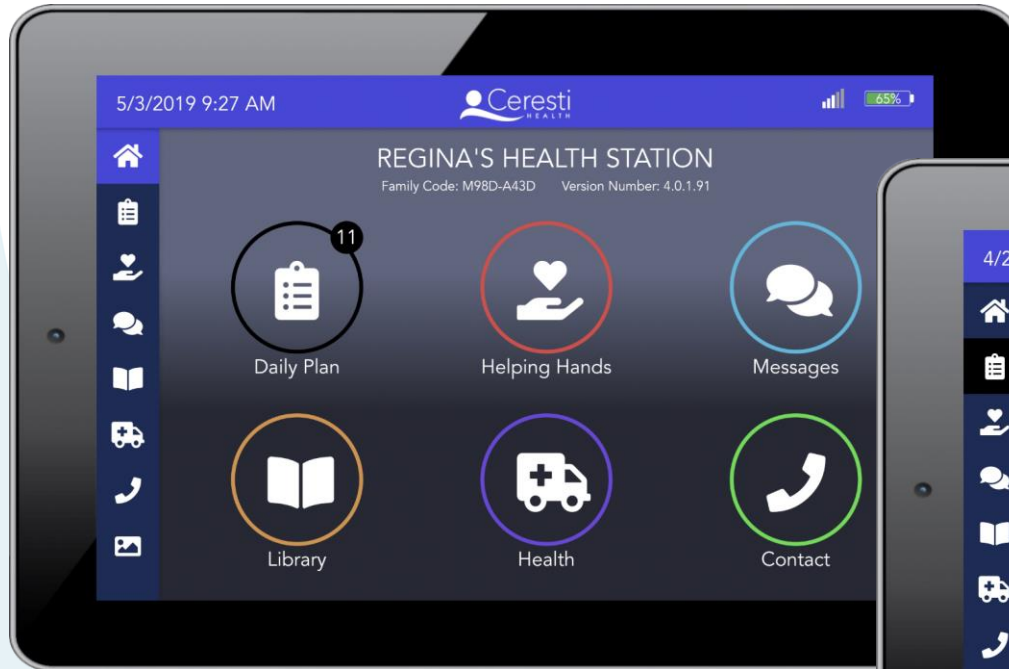 5/3/2019 9:27 AM
Ceresti
HEALTH
65%
REGINA'S HEALTH STATION
Family Code: M98D-A43D Version Number: 4.0.1.91
11
Daily Plan
Helping Hands
Messages
Library
Health
Contact
4/2